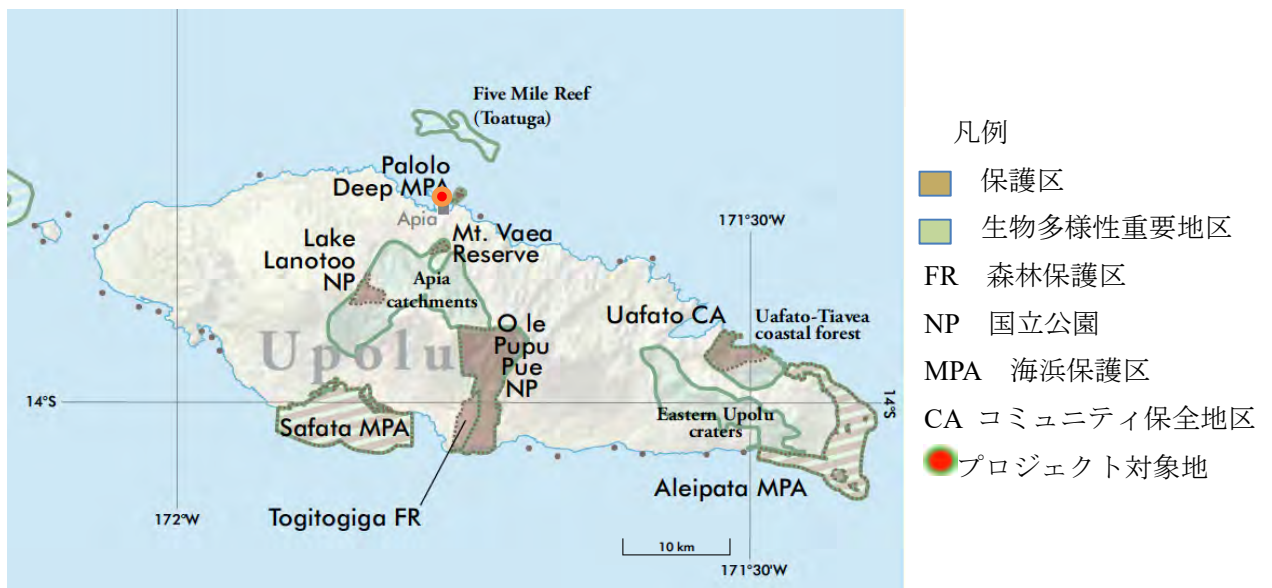 Five Mile Reef
(Toatuga)
Palolo
Deep MPA
Apia
Mt. Vaea
Reserve
Lake
Lanotoo
NP
Apia
catchments
171°30'W
Uafato CA
Uafato-Tiavea
coastal forest
O le
Pupu
Pue
NP
Upolu
14°S
14°S
Safata MPA
Eastern Upolu
craters
Aleipata MPA
Togitogiga FR
172°W
10 km
171°30'W
凡例
保護区
生物多様性重要地区
FR 森林保護区
NP 国立公園
MPA 海浜保護区
CA コミュニティ保全地区
プロジェクト対象地